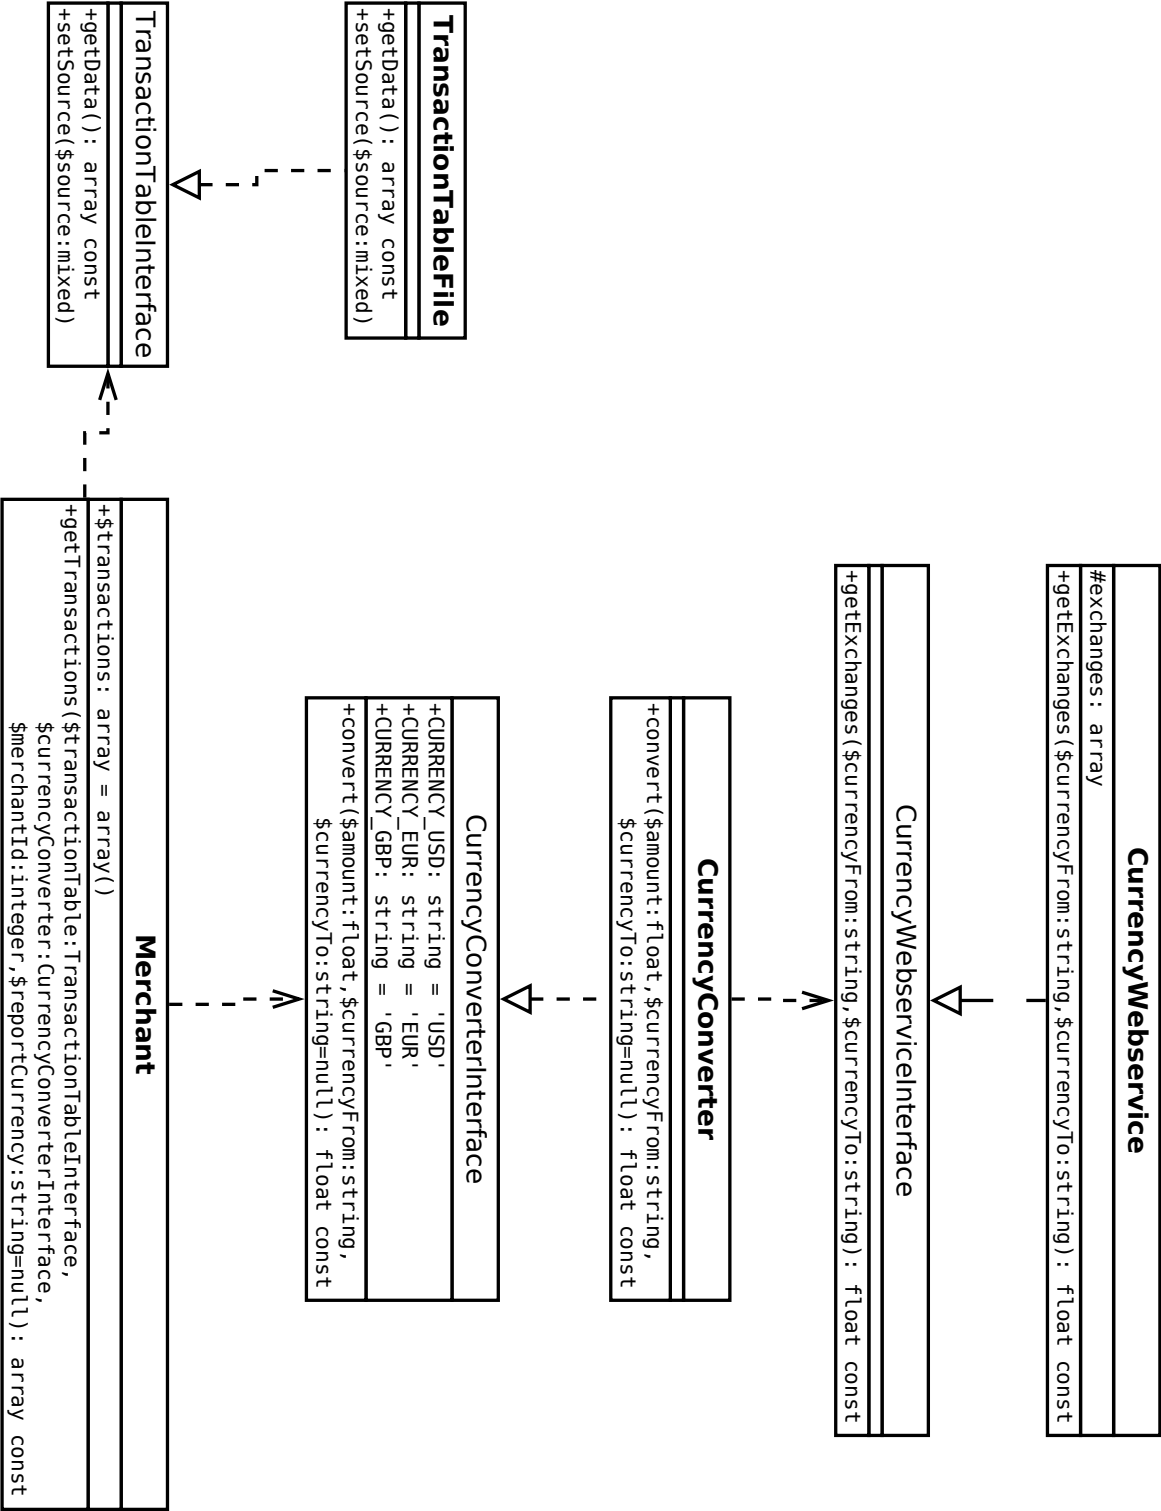 CurrencyWebservice
#exchanges: array
+getExchanges($currencyFrom:string,$currencyTo:string): float const
CurrencyWebserviceInterface
+getExchanges($currencyFrom:string,$currencyTo:string): float const
CurrencyConverter
+convert($amount:float,$currencyFrom:string,
$currencyTo:string=null): float const
TransactionTableFile
+getData(): array const
+setSource($source:mixed)
CurrencyConverterInterface
+CURRENCY_USD: string = 'USD'
+CURRENCY_EUR: string = 'EUR'
+CURRENCY_GBP: string = 'GBP'
+convert($amount:float,$currencyFrom:string,
$currencyTo:string=null): float const
TransactionTableInterface
+getData(): array const
+setSource($source:mixed)
Merchant
+$transactions: array = array()
+getTransactions($transactionTable:TransactionTableInterface,
$currencyConverter:CurrencyConverterInterface,
$merchantId:integer,$reportCurrency:string=null): array const